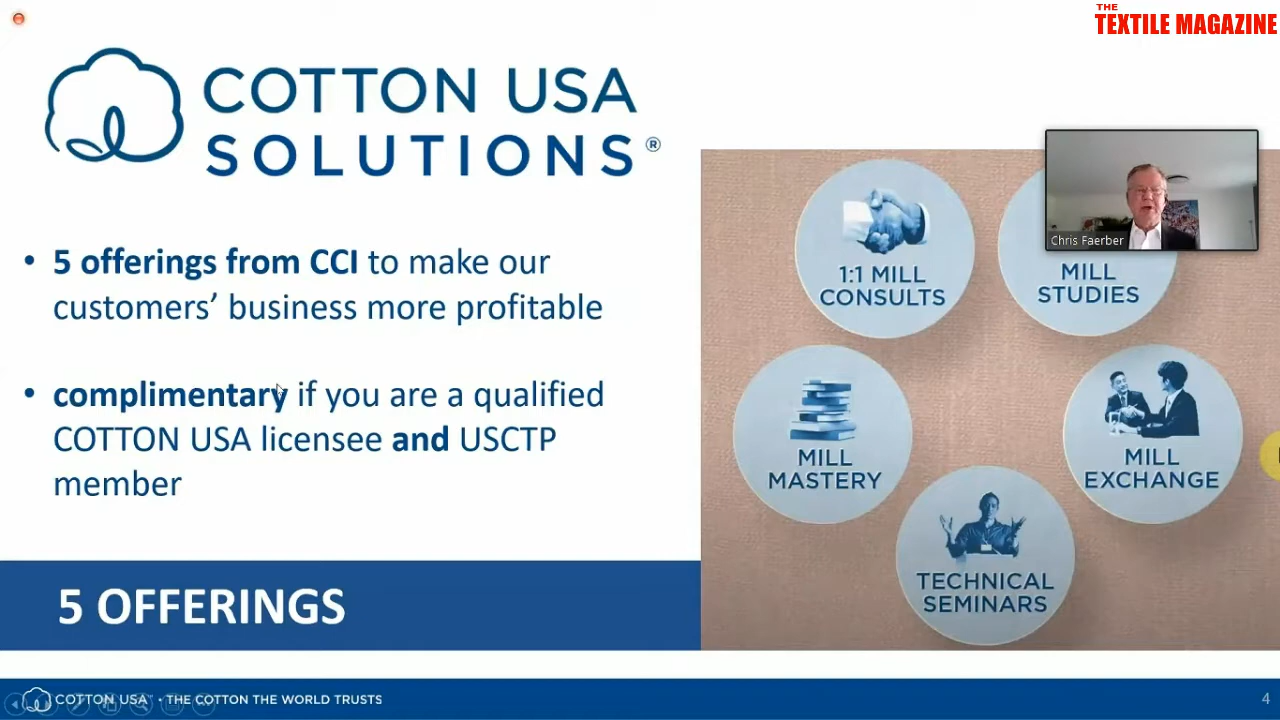 THE
TEXTILE MAGAZINE
COTTON USA
SOLUTIONS®
• 5 offerings from CCI to make our
customers’ business more profitable
• complimentary if you are a qualified
COTTON USA licensee and USCTP
member
5 OFFERINGS
Chris Faerber
1:1 MILL
CONSULTS
MILL
STUDIES
MILL
MASTERY
MILL
EXCHANGE
TECHNICAL
SEMINARS
COTTON USA™ • THE COTTON THE WORLD TRUSTS
4